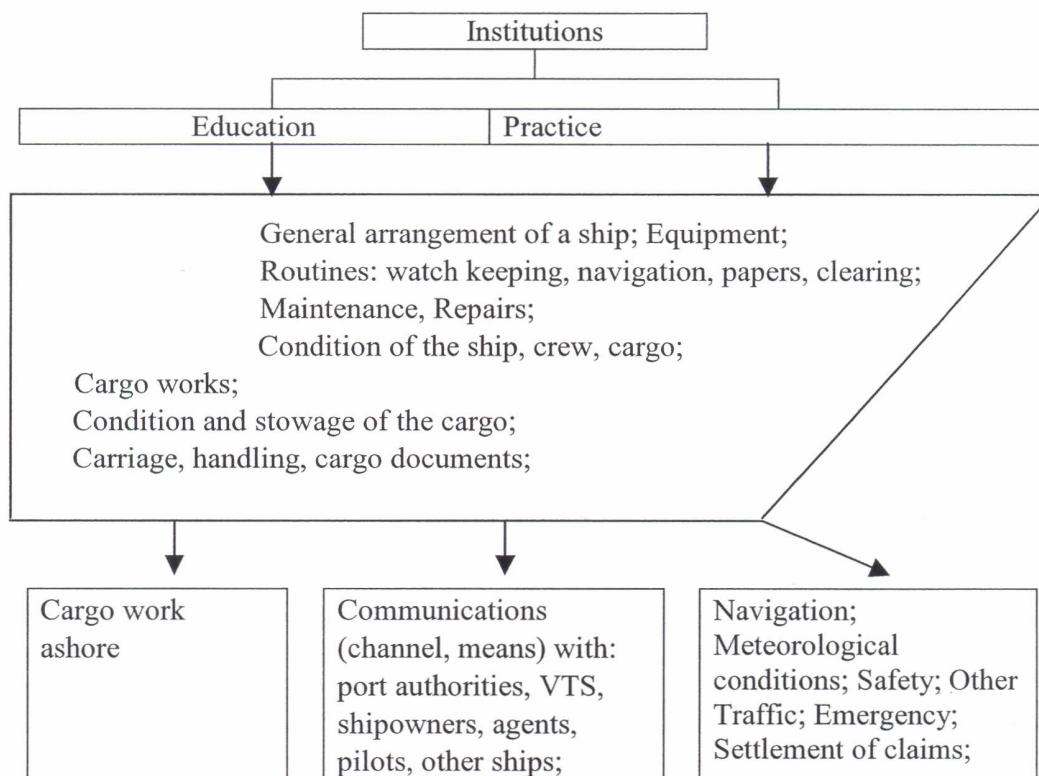 Institutions
Education
Practice
General arrangement of a ship; Equipment;
Routines: watch keeping, navigation, papers, clearing;
Maintenance, Repairs;
Condition of the ship, crew, cargo;
Cargo works;
Condition and stowage of the cargo;
Carriage, handling, cargo documents;
Cargo work
ashore
Communications
(channel, means) with:
port authorities, VTS,
shipowners, agents,
pilots, other ships;
Navigation;
Meteorological
conditions; Safety; Other
Traffic; Emergency;
Settlement of claims;